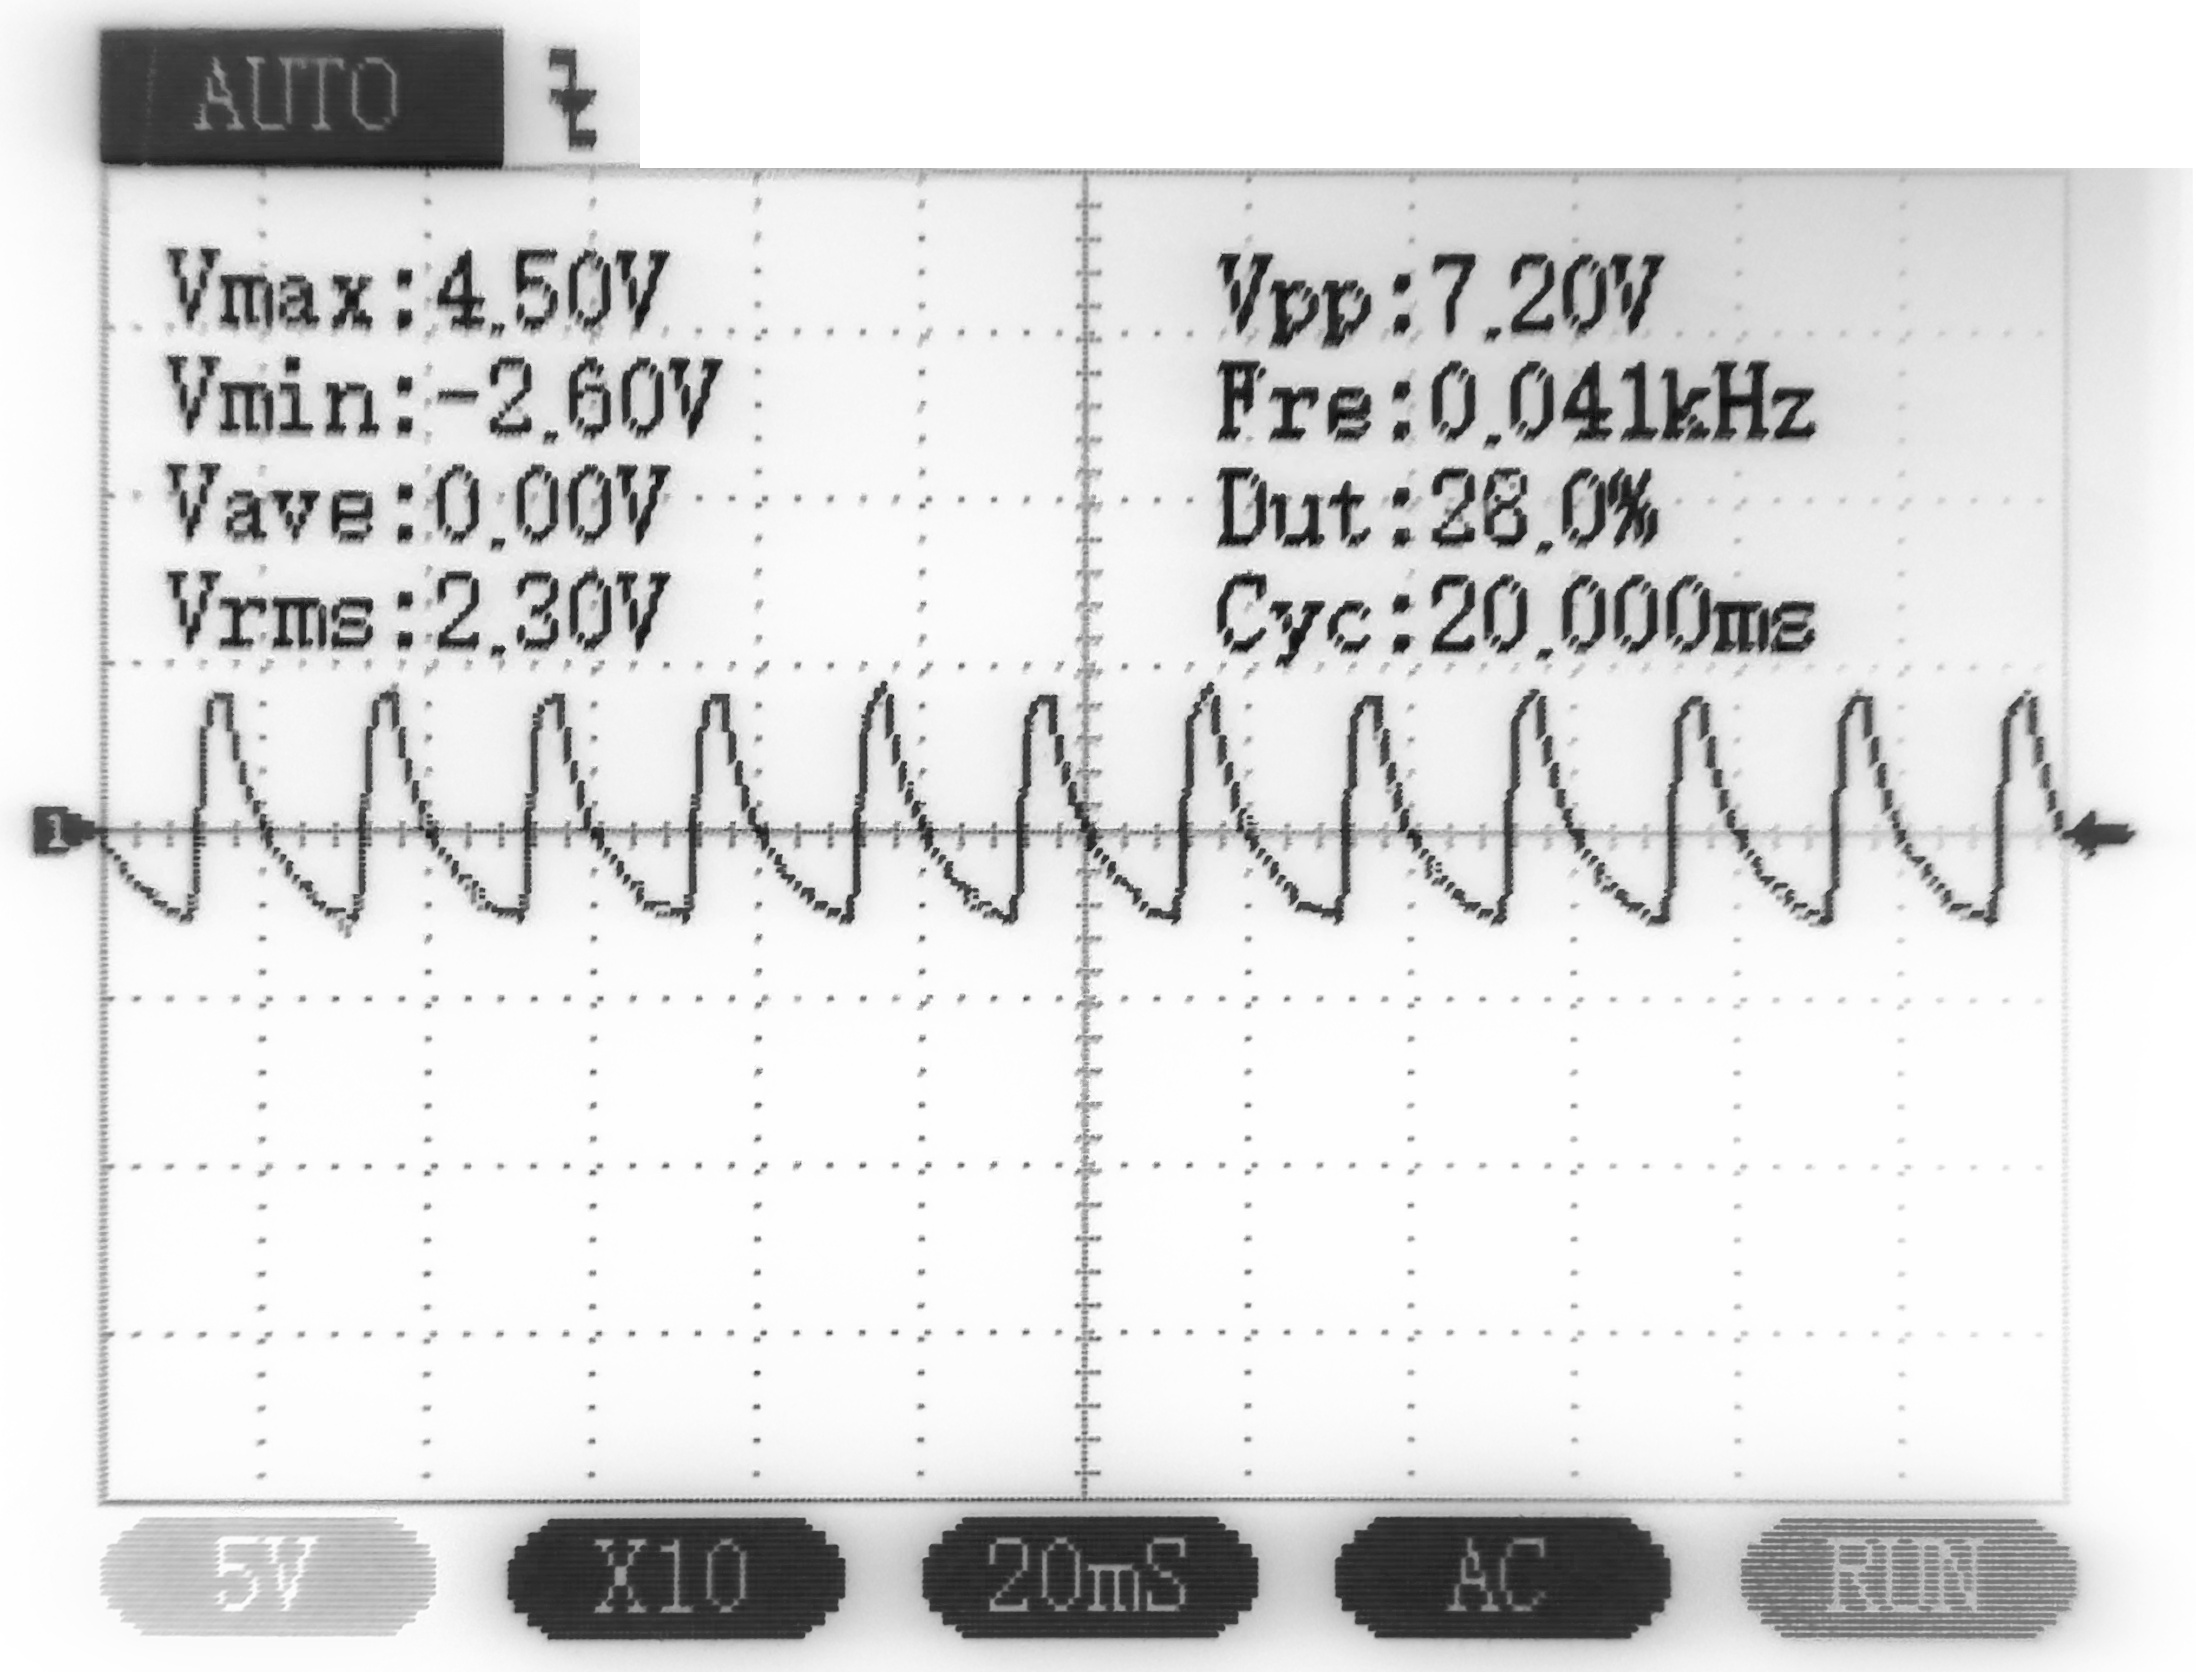 AUTO
Vmax:4.50V
Vpp:7.20V
Vmin:-2.60V
Fre:0.041kHz
Vave:0.00V
Dut:28.0%
Vrms:2.30V
Cyc:20.000ms
1
5V X10 20mS AC RUN